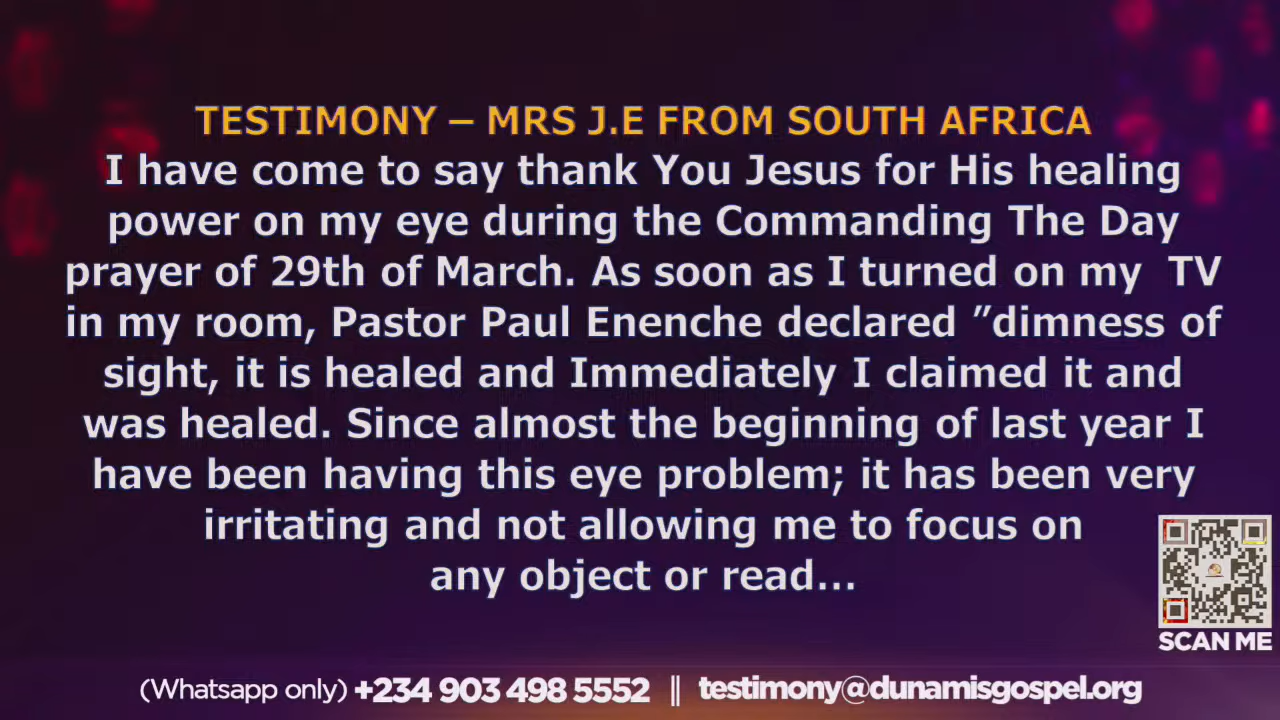 TESTIMONY – MRS J.E FROM SOUTH AFRICA
I have come to say thank You Jesus for His healing
power on my eye during the Commanding The Day
prayer of 29th of March. As soon as I turned on my  TV
in my room, Pastor Paul Enenche declared ”dimness of
sight, it is healed and Immediately I claimed it and
was healed. Since almost the beginning of last year I
have been having this eye problem; it has been very
irritating and not allowing me to focus on
any object or read...
SCAN ME
(Whatsapp only) +234 903 498 5552 || testimony@dunamisgospel.org